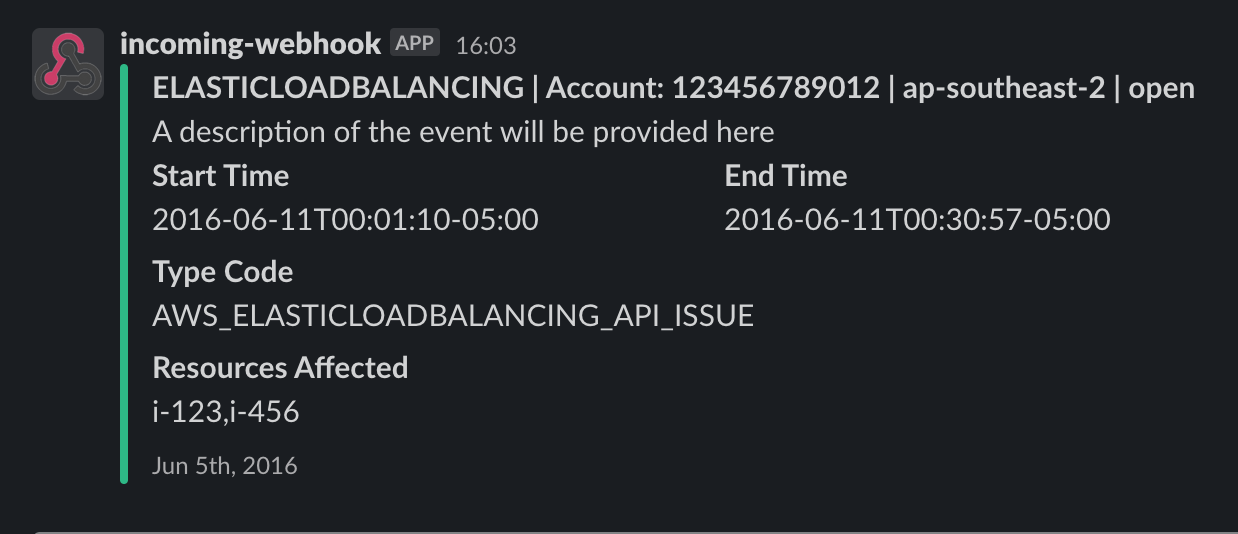 incoming-webhook APP 16:03
ELASTICLOADBALANCING | Account: 123456789012 | ap-southeast-2 | open
A description of the event will be provided here
Start Time End Time
2016-06-11T00:01:10-05:00 2016-06-11T00:30:57-05:00
Type Code
AWS_ELASTICLOADBALANCING_API_ISSUE
Resources Affected
i-123,i-456
Jun 5th, 2016